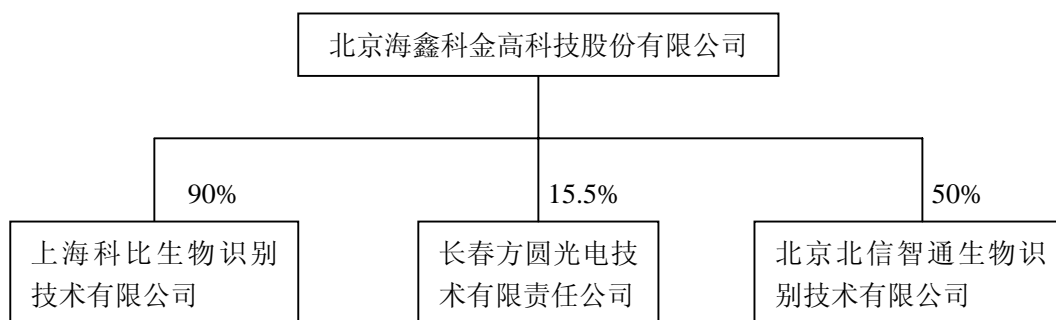 北京海鑫科金高科技股份有限公司
90%
15.5%
50%
上海科比生物识别
技术有限公司
长春方圆光电技
术有限责任公司
北京北信智通生物识
别技术有限公司